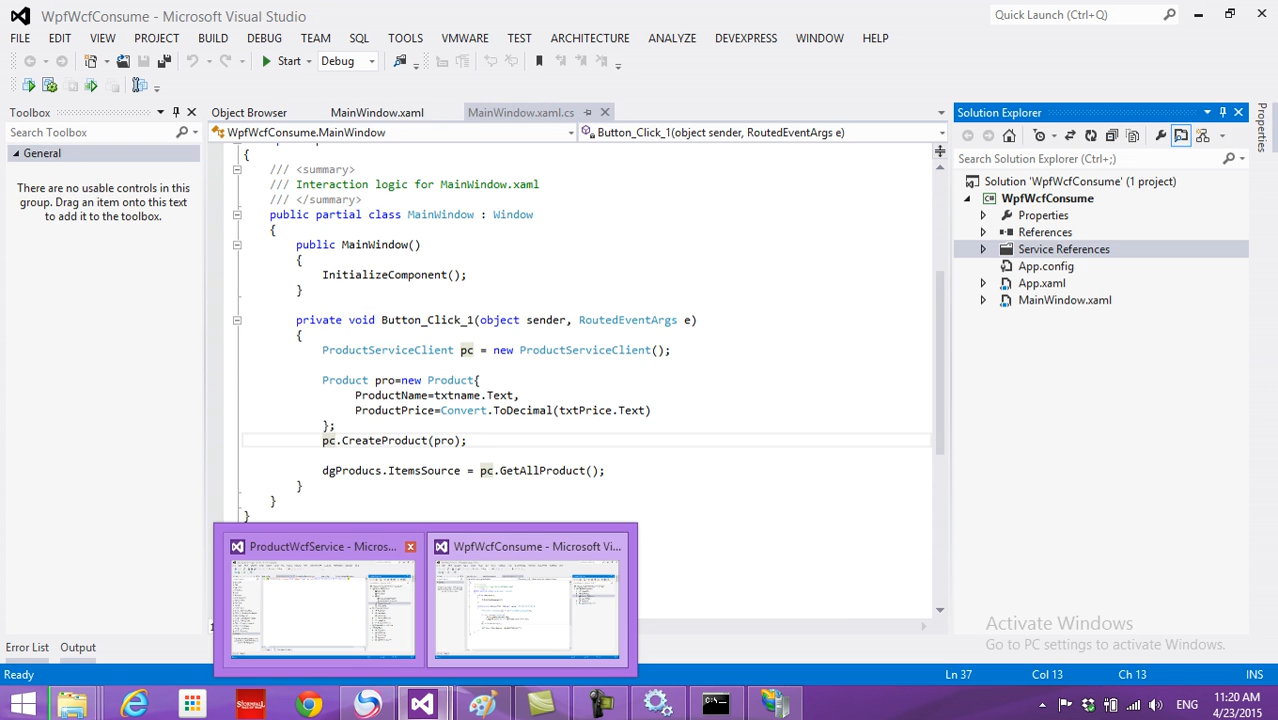 WpfWcfConsume - Microsoft Visual Studio
Quick Launch (Ctrl+Q)
FILE EDIT VIEW PROJECT BUILD DEBUG TEAM SQL TOOLS VMWARE TEST ARCHITECTURE ANALYZE DEVEXPRESS WINDOW HELP
Start Debug
Toolbox
Object Browser MainWindow.xaml MainWindow.xaml.cs
Solution Explorer
Properties
Search Toolbox
WpfWcfConsume.MainWindow
Button_Click_1(object sender, RoutedEventArgs e)
General
There are no usable controls in this
group. Drag an item onto this text
to add it to the toolbox.
{
/// <summary>
/// Interaction logic for MainWindow.xaml
/// </summary>
public partial class MainWindow : Window
{
public MainWindow()
{
InitializeComponent();
}
private void Button_Click_1(object sender, RoutedEventArgs e)
{
ProductServiceClient pc = new ProductServiceClient();
Product pro=new Product{
ProductName=txtname.Text,
ProductPrice=Convert.ToDecimal(txtPrice.Text)
};
pc.CreateProduct(pro);
dgProducs.ItemsSource = pc.GetAllProduct();
}
}
}
Search Solution Explorer (Ctrl+;)
Solution 'WpfWcfConsume' (1 project)
WpfWcfConsume
Properties
References
Service References
App.config
App.xaml
MainWindow.xaml
ProductWcfService - Micros...
WpfWcfConsume - Microsoft Vi...
Activate Windows
Go to PC settings to activate Windows.
Error List Output
Ready
Ln 37 Col 13 Ch 13 INS
ENG
11:20 AM
4/23/2015